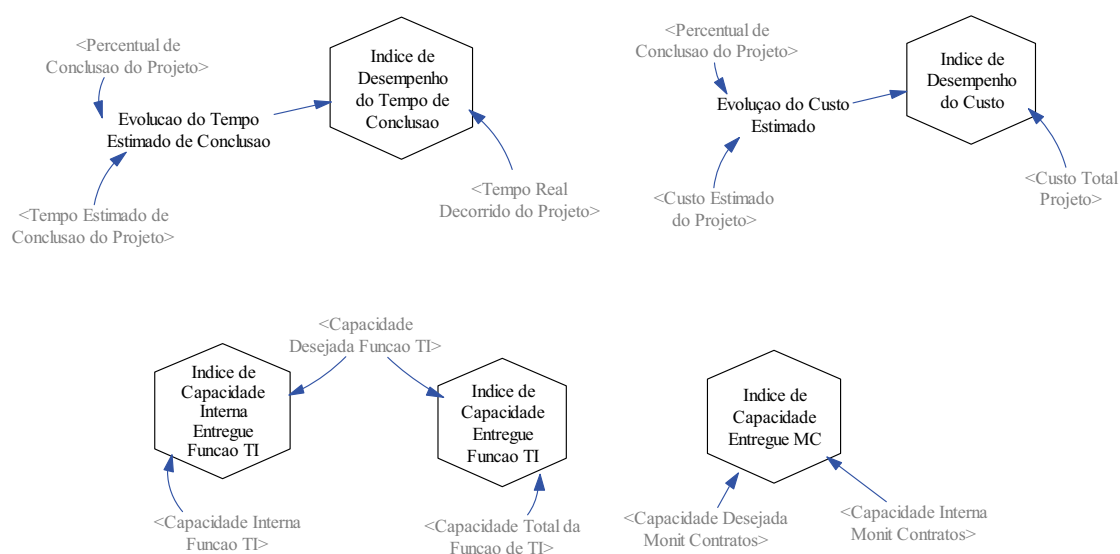 <Percentual de
Conclusao do Projeto>
Evolucao do Tempo
Estimado de Conclusao
<Tempo Estimado de
Conclusao do Projeto>
Indice de
Desempenho
do Tempo de
Conclusao
<Tempo Real
Decorrido do Projeto>
<Percentual de
Conclusao do Projeto>
Evoluçao do Custo
Estimado
<Custo Estimado
do Projeto>
Indice de
Desempenho
do Custo
<Custo Total
Projeto>
<Capacidade
Desejada Funcao TI>
Indice de
Capacidade
Interna
Entregue
Funcao TI
<Capacidade Interna
Funcao TI>
Indice de
Capacidade
Entregue
Funcao TI
<Capacidade Total da
Funcao de TI>
Indice de
Capacidade
Entregue MC
<Capacidade Desejada
Monit Contratos>
<Capacidade Interna
Monit Contratos>